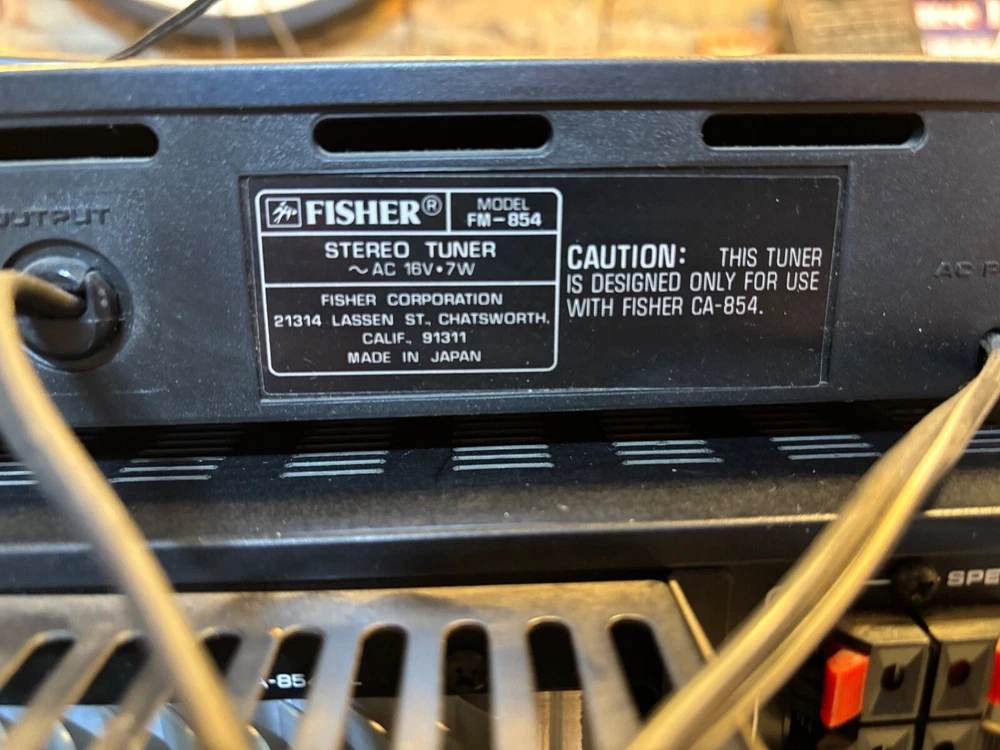 OUTPUT
FISHER®
MODEL
FM-854
STEREO TUNER
~AC 16V•7W
FISHER CORPORATION
21314 LASSEN ST., CHATSWORTH,
CALIF., 91311
MADE IN JAPAN
CAUTION: THIS TUNER
IS DESIGNED ONLY FOR USE
WITH FISHER CA-854.
AC
SPE